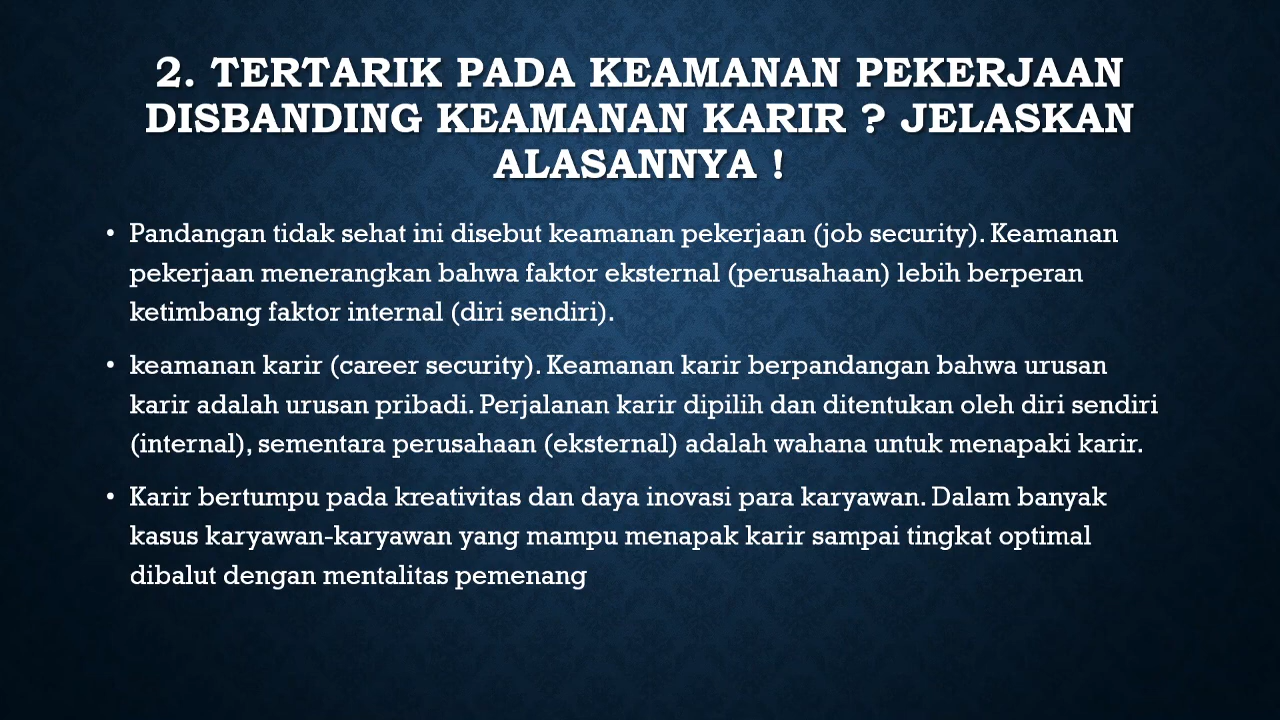 2. TERTARIK PADA KEAMANAN PEKERJAAN
DISBANDING KEAMANAN KARIR ? JELASKAN
ALASANNYA !
• Pandangan tidak sehat ini disebut keamanan pekerjaan (job security). Keamanan
pekerjaan menerangkan bahwa faktor eksternal (perusahaan) lebih berperan
ketimbang faktor internal (diri sendiri).
• keamanan karir (career security). Keamanan karir berpandangan bahwa urusan
karir adalah urusan pribadi. Perjalanan karir dipilih dan ditentukan oleh diri sendiri
(internal), sementara perusahaan (eksternal) adalah wahana untuk menapaki karir.
• Karir bertumpu pada kreativitas dan daya inovasi para karyawan. Dalam banyak
kasus karyawan-karyawan yang mampu menapak karir sampai tingkat optimal
dibalut dengan mentalitas pemenang